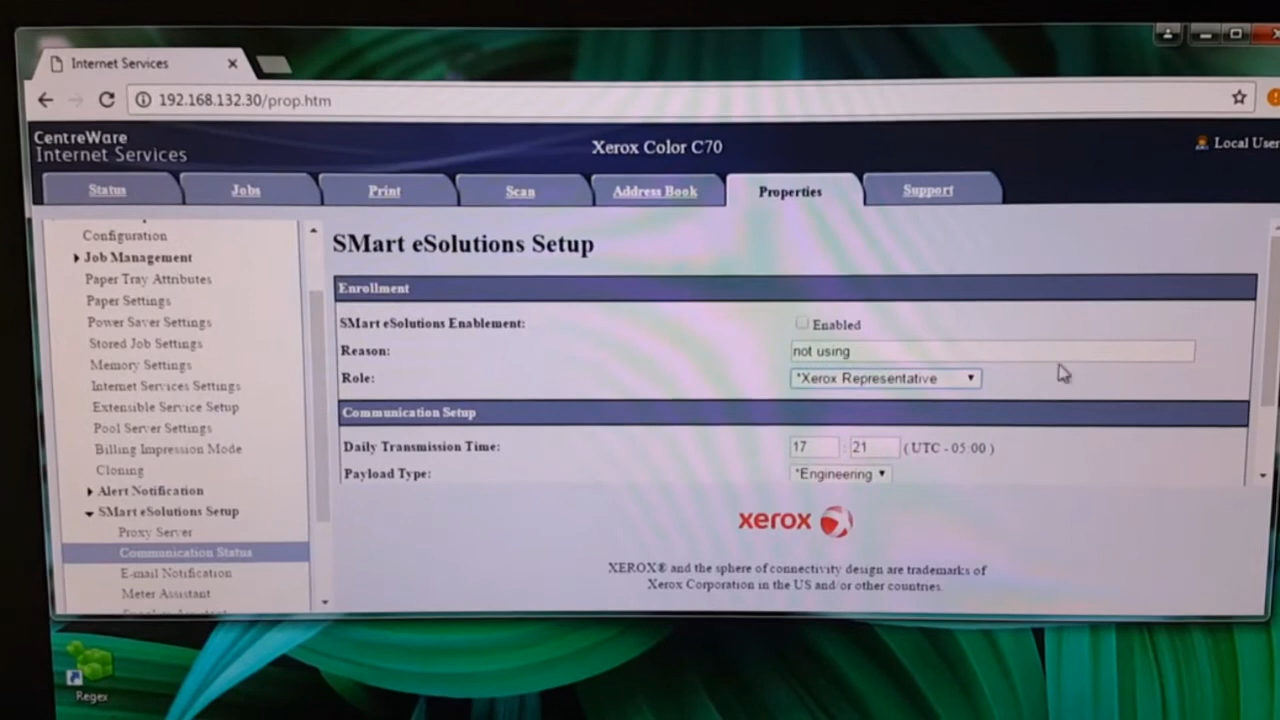 Internet Services
192.168.132.30/prop.htm
CentreWare
Internet Services
Xerox Color C70
Local User
Status
Jobs
Print
Scan
Address Book
Properties
Support
Configuration
Job Management
Paper Tray Attributes
Paper Settings
Power Saver Settings
Stored Job Settings
Memory Settings
Internet Services Settings
Extensible Service Setup
Pool Server Settings
Billing Impression Mode
Cloning
Alert Notification
SMart eSolutions Setup
Proxy Server
Communication Status
E-mail Notification
Meter Assistant
SMart eSolutions Setup
Enrollment
SMart eSolutions Enablement:
Enabled
Reason:
not using
Role:
*Xerox Representative
Communication Setup
Daily Transmission Time:
17 : 21 (UTC - 05:00 )
Payload Type:
*Engineering
xerox
XEROX® and the sphere of connectivity design are trademarks of
Xerox Corporation in the US and/or other countries.
Regex